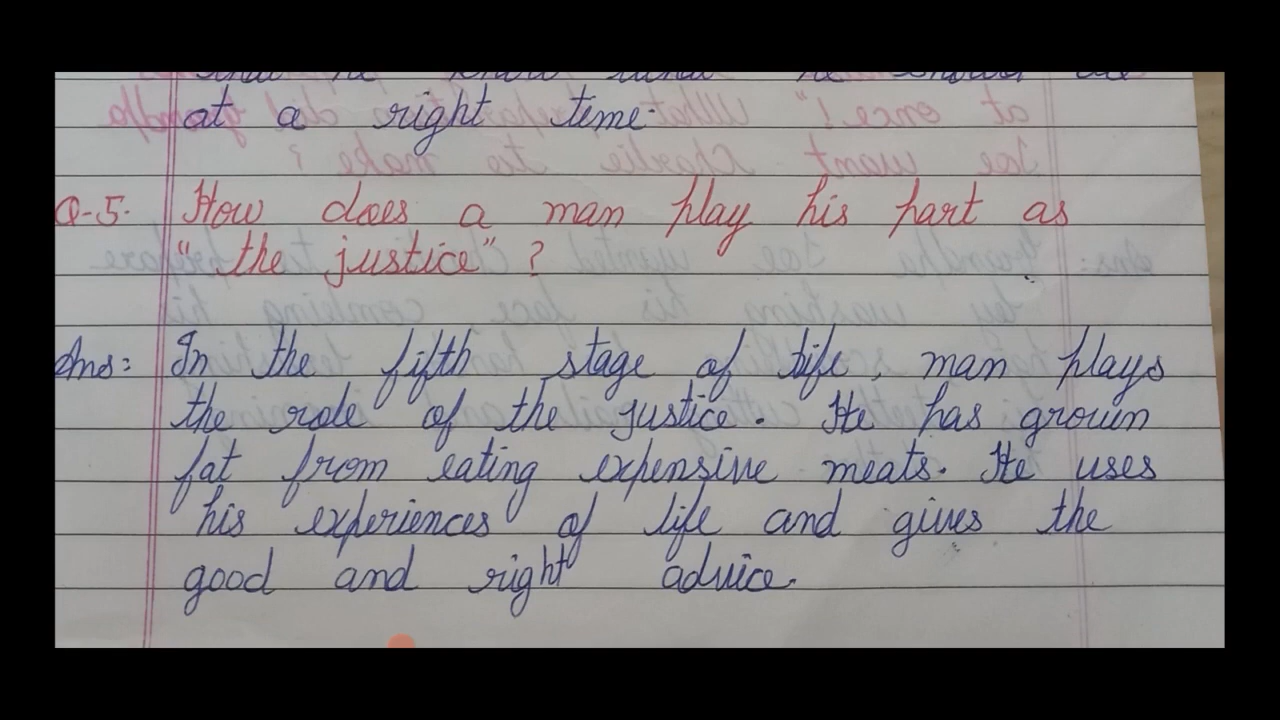 at a right time.
Q-5. How does a man play his part as
"the justice" ?
Ans: In the fifth stage of life, man plays
the role of the justice. He has grown
fat from eating expensive meats. He uses
his experiences of life and gives the
good and right advice.